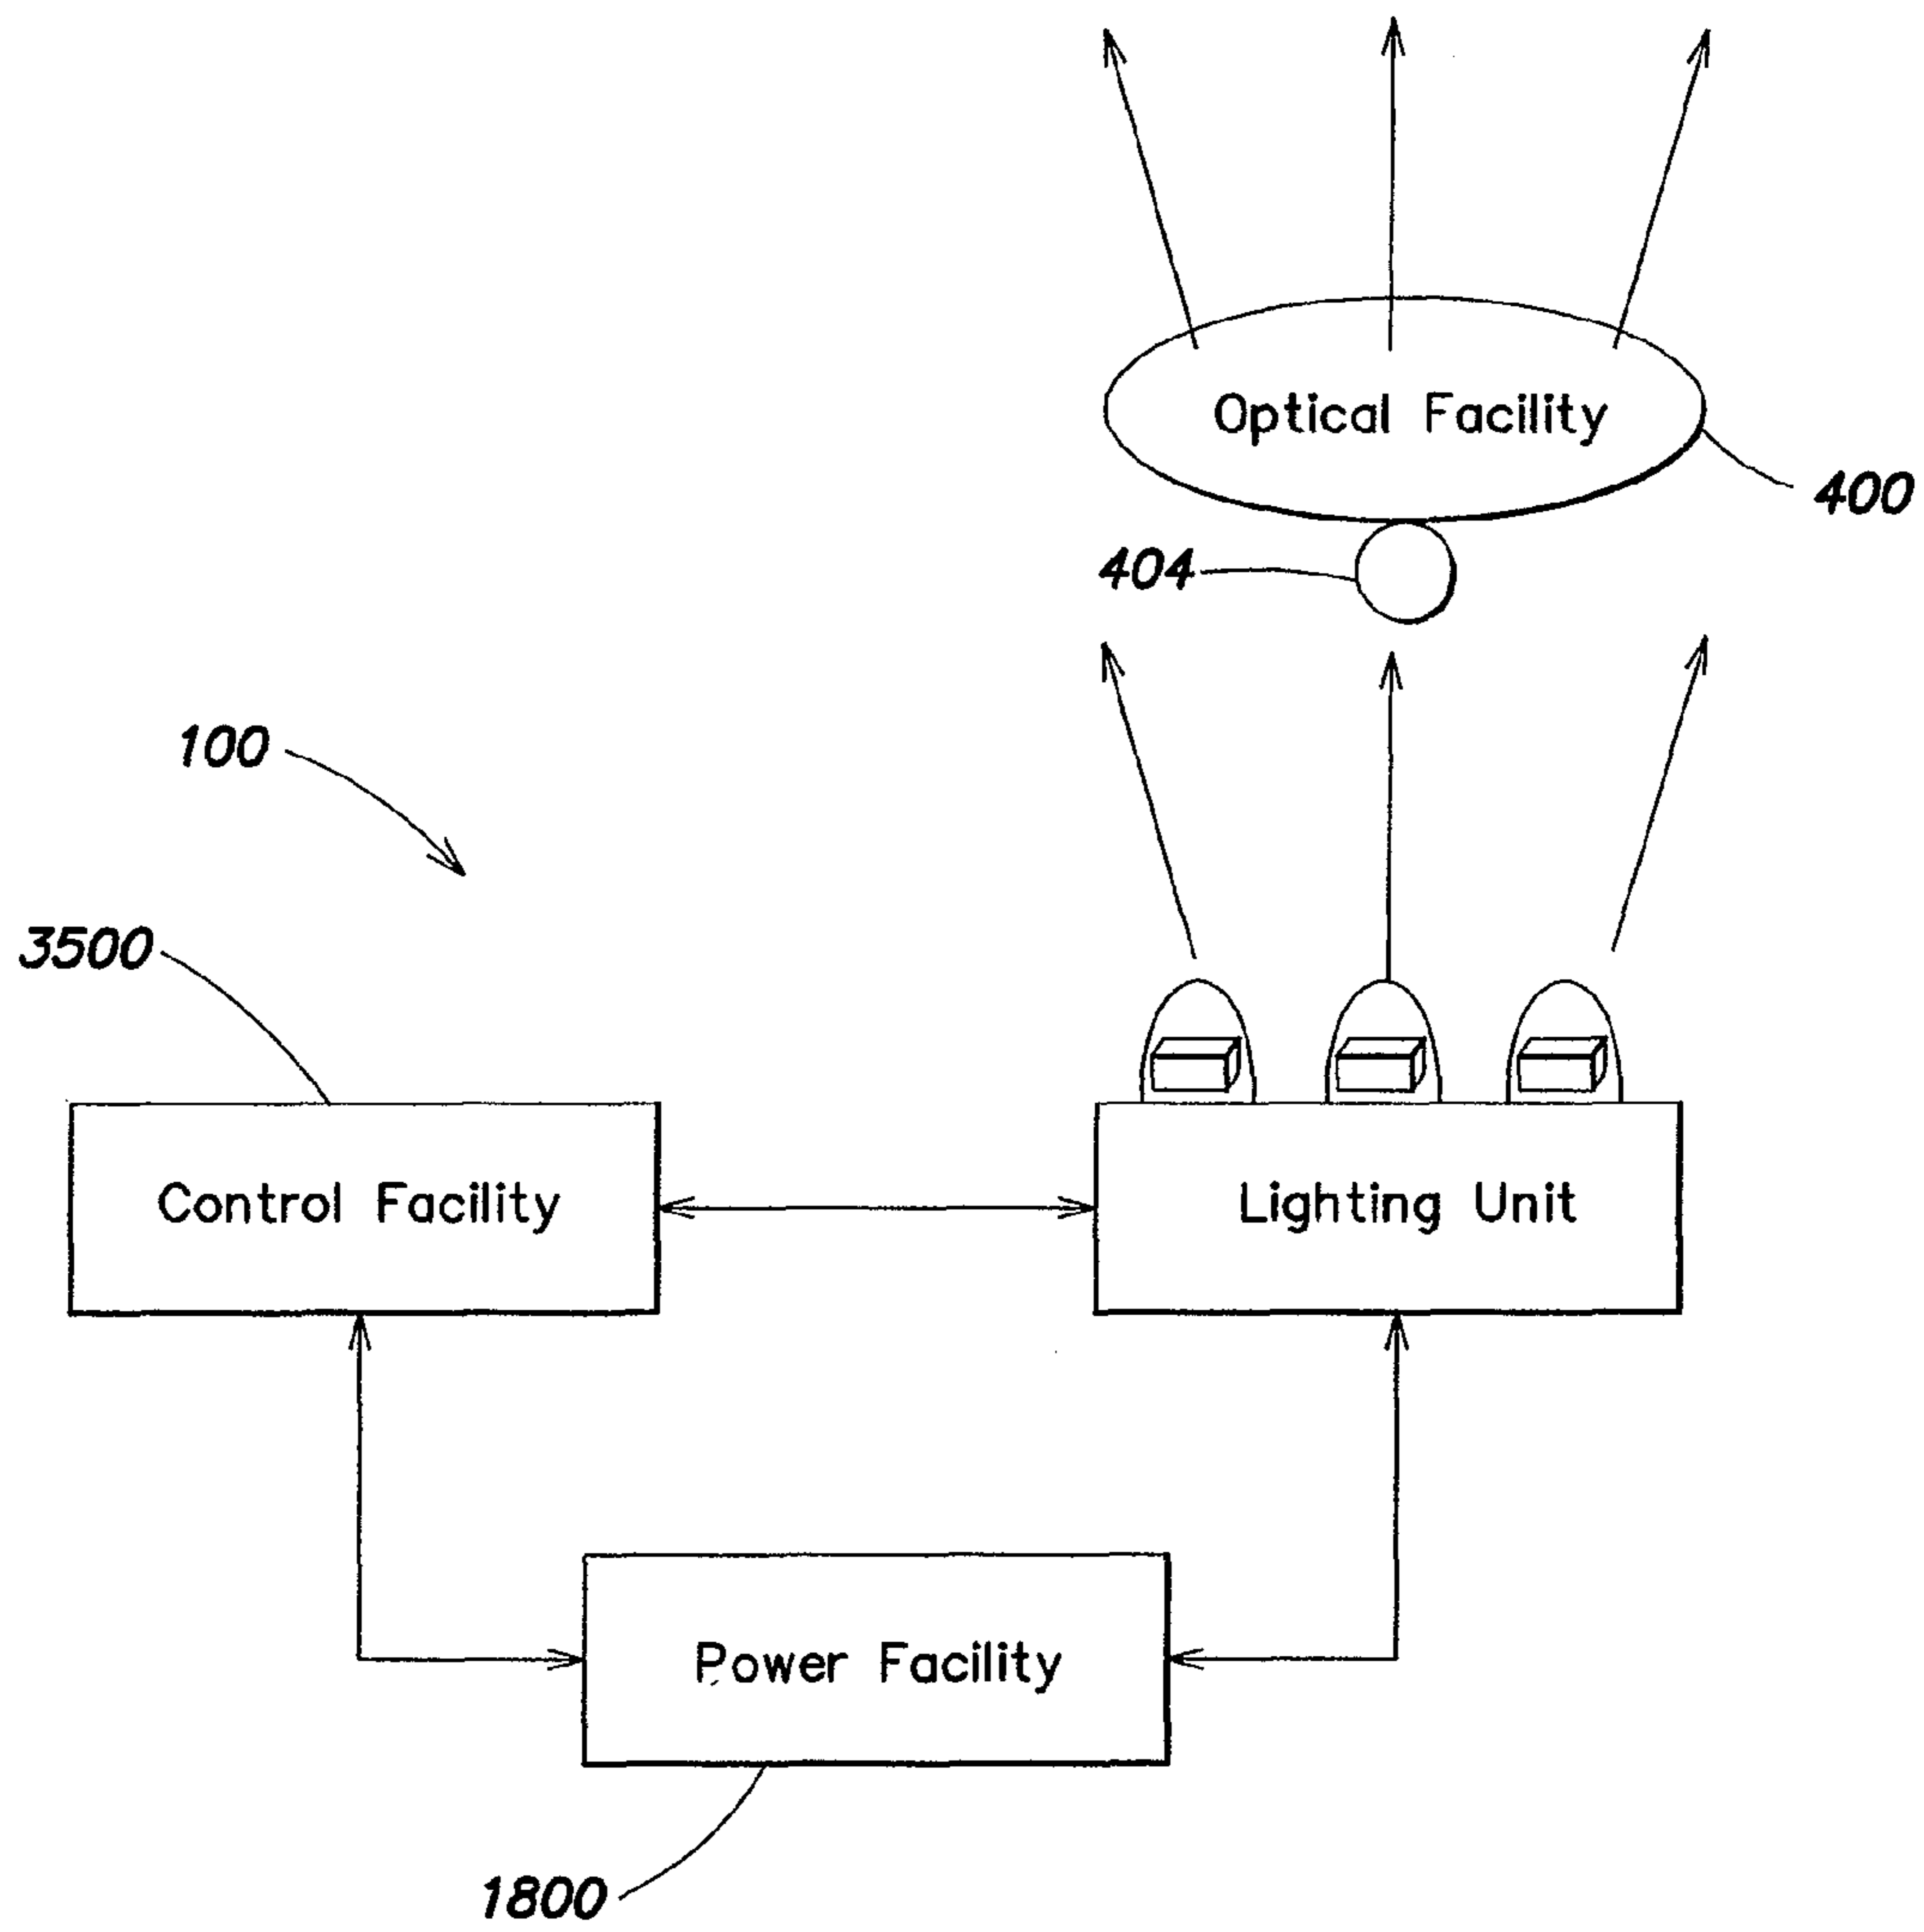 Optical Facility
400
404
100
3500
Control Facility
Lighting Unit
Power Facility
1800